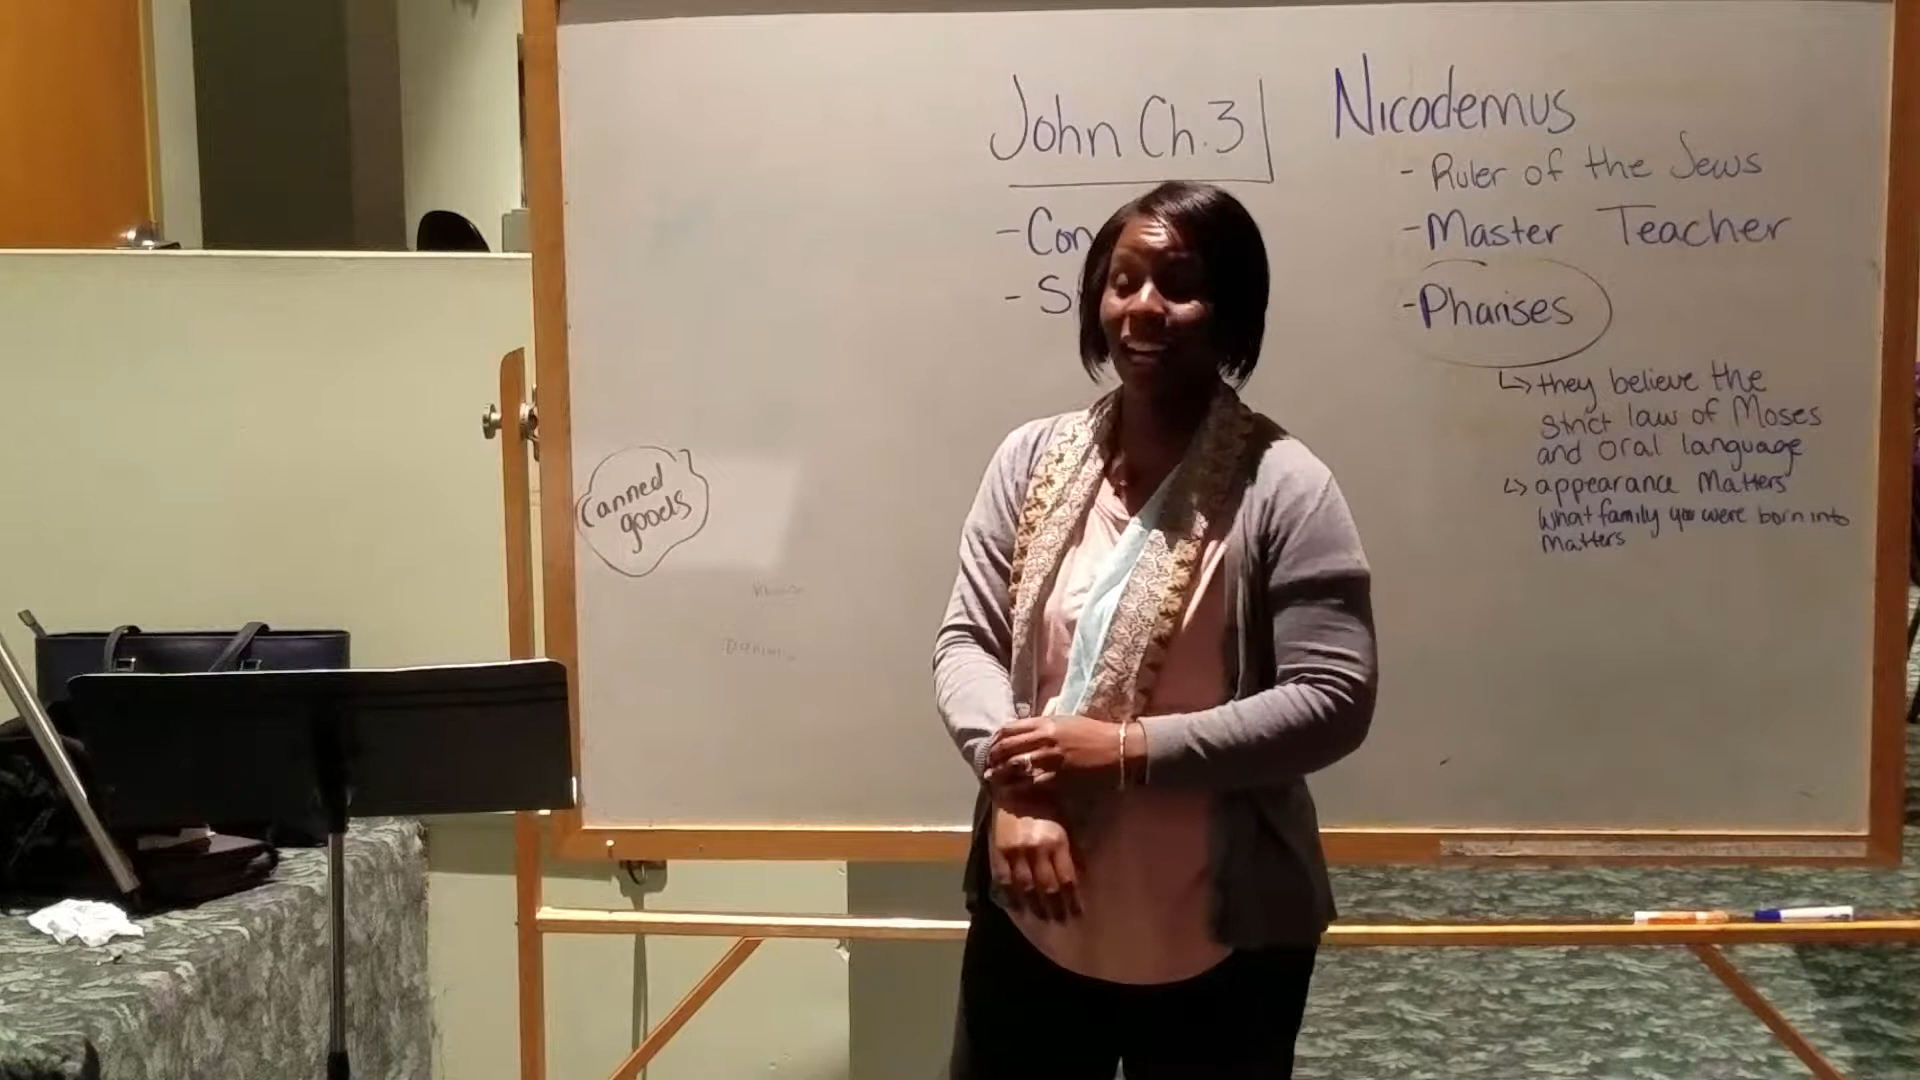 John Ch.3
- Con
- S
Nicodemus
- Ruler of the Jews
- Master Teacher
- Pharises
↳ they believe the
strict law of Moses
and oral language
↳ appearance Matters
What family you were born into
Matters
Canned
goods